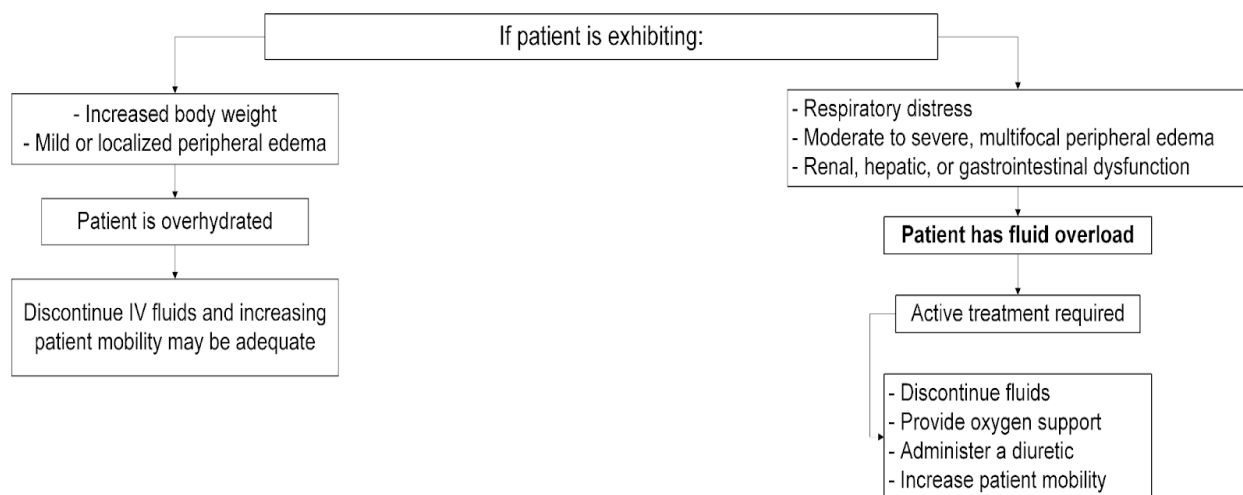 If patient is exhibiting:
- Increased body weight
- Mild or localized peripheral edema
Patient is overhydrated
Discontinue IV fluids and increasing
patient mobility may be adequate
- Respiratory distress
- Moderate to severe, multifocal peripheral edema
- Renal, hepatic, or gastrointestinal dysfunction
Patient has fluid overload
Active treatment required
- Discontinue fluids
- Provide oxygen support
- Administer a diuretic
- Increase patient mobility